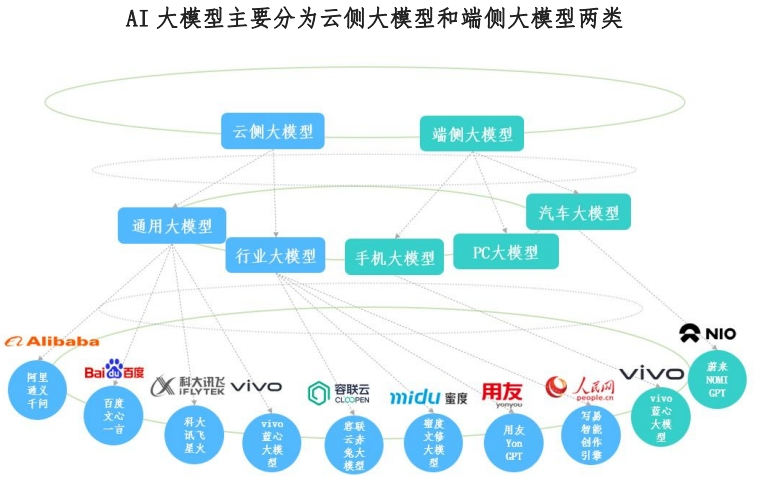 AI 大模型主要分为云侧大模型和端侧大模型两类
云侧大模型
端侧大模型
通用大模型
行业大模型
手机大模型
PC大模型
汽车大模型
Alibaba
阿里
通义
千问
Bai du 百度
百度
文心
一言
科大讯飞
iFLYTEK
科大
讯飞
星火
vivo
vivo
蓝心
大模
型
容联云
CLOOPEN
容联
云赤
兔大
模型
midu 蜜度
蜜度
文修
大模
型
用友
yonyou
用友
Yon
GPT
人民网
people.cn
写易
智能
创作
引擎
vivo
vivo
蓝心
大模
型
NIO
蔚来
NOMI
GPT